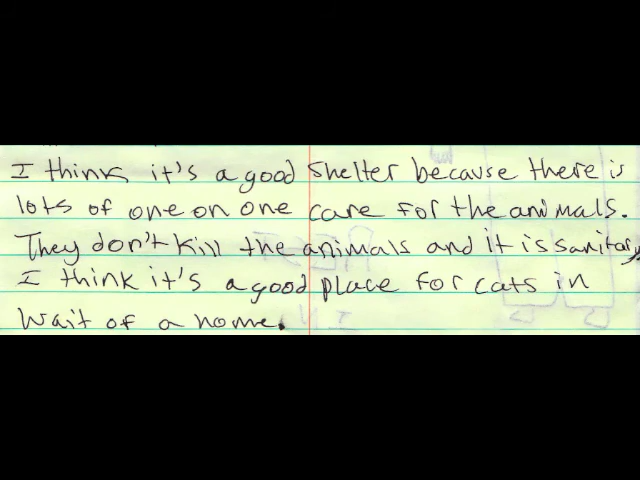 I think it's a good shelter because there is
lots of one on one care for the animals.
They don't kill the animals and it is sanitary.
I think it's a good place for cats in
wait of a home.